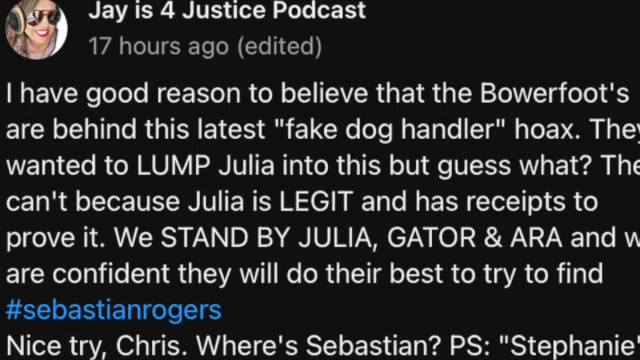 Jay is 4 Justice Podcast
17 hours ago (edited)
I have good reason to believe that the Bowerfoot's
are behind this latest "fake dog handler" hoax. They
wanted to LUMP Julia into this but guess what? The
can't because Julia is LEGIT and has receipts to
prove it. We STAND BY JULIA, GATOR & ARA and w
are confident they will do their best to try to find
#sebastianrogers
Nice try, Chris. Where's Sebastian? PS: "Stephanie"